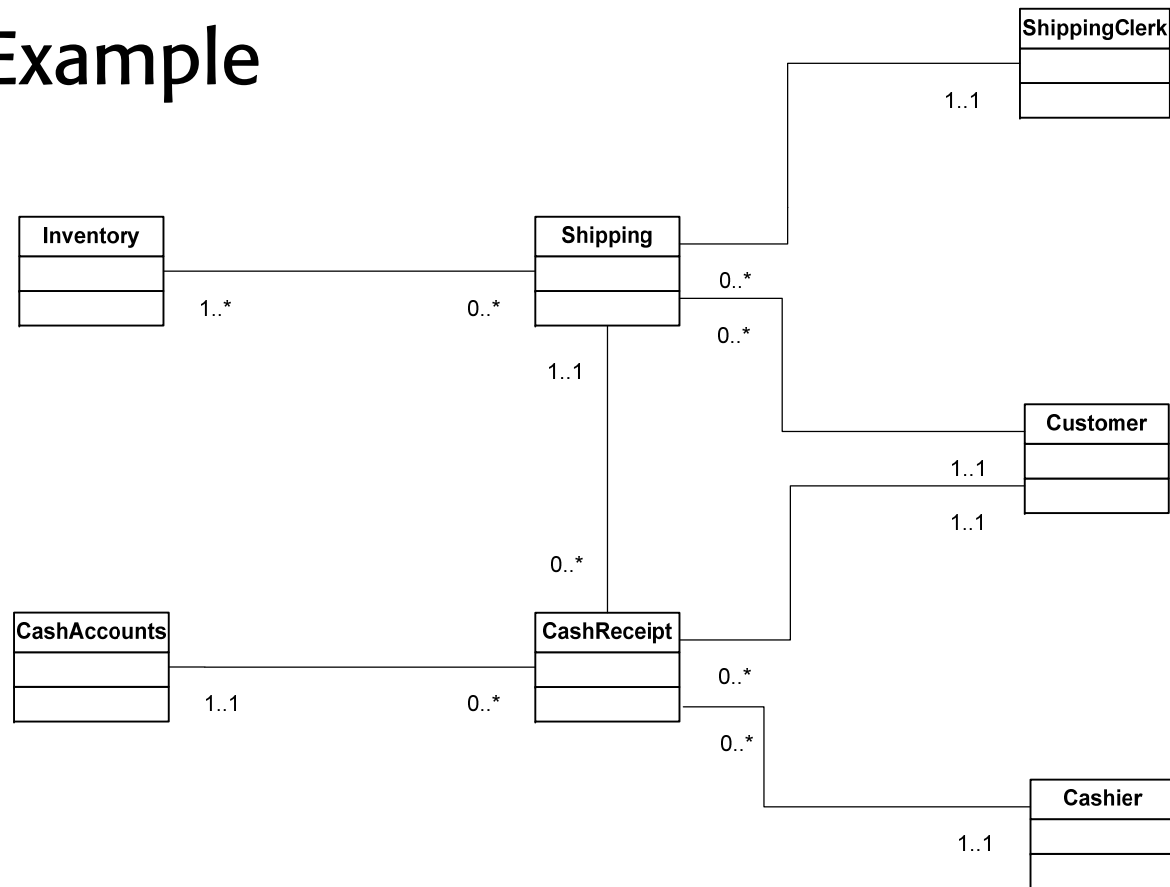 Example
ShippingClerk
1..1
Inventory
Shipping
1..*
0..*
0..*
0..*
1..1
Customer
1..1
1..1
0..*
CashAccounts
CashReceipt
1..1
0..*
0..*
0..*
Cashier
1..1